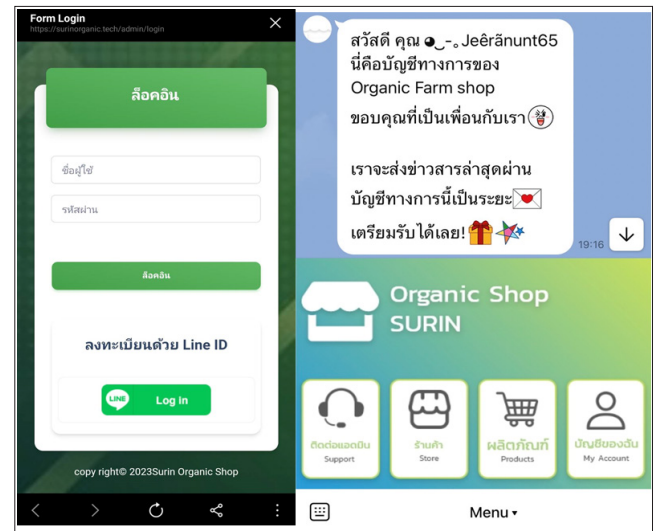 Form Login
https://surinorganic.tech/admin/login
ล็อคอิน
ชื่อผู้ใช้
รหัสผ่าน
ล็อคอิน
ลงทะเบียนด้วย Line ID
LINE Log in
copy right© 2023Surin Organic Shop
สวัสดี คุณ ◕‿-｡Jeêrãnunt65
นี่คือบัญชีทางการของ
Organic Farm shop
ขอบคุณที่เป็นเพื่อนกับเรา
เราจะส่งข่าวสารล่าสุดผ่าน
บัญชีทางการนี้เป็นระยะ
เตรียมรับได้เลย!
19:16
Organic Shop
SURIN
ติดต่อแอดมิน
Support
ร้านค้า
Store
ผลิตภัณฑ์
Products
บัญชีของฉัน
My Account
Menu ▾